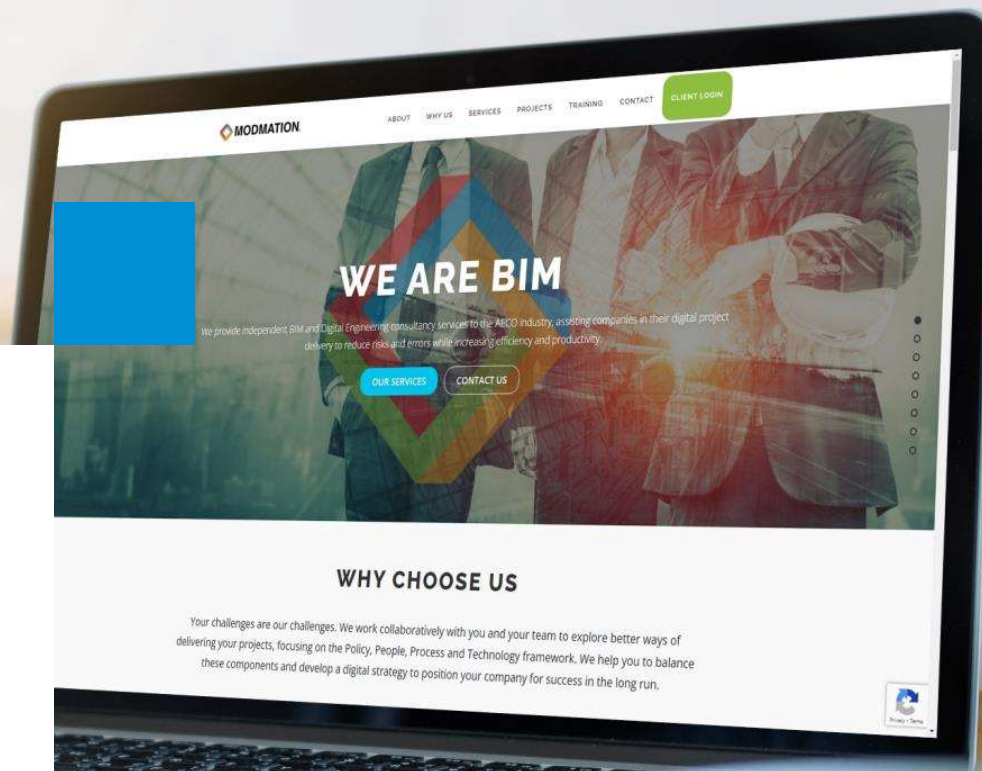 MODMATION
ABOUT WHY US SERVICES PROJECTS TRAINING CONTACT CLIENT LOGIN
WE ARE BIM
We provide independent BIM and Digital Engineering consultancy services to the AECO industry, assisting companies in their digital project
delivery to reduce risks and errors while increasing efficiency and productivity.
OUR SERVICES CONTACT US
WHY CHOOSE US
Your challenges are our challenges. We work collaboratively with you and your team to explore better ways of
delivering your projects, focusing on the Policy, People, Process and Technology framework. We help you to balance
these components and develop a digital strategy to position your company for success in the long run.
Privacy - Terms